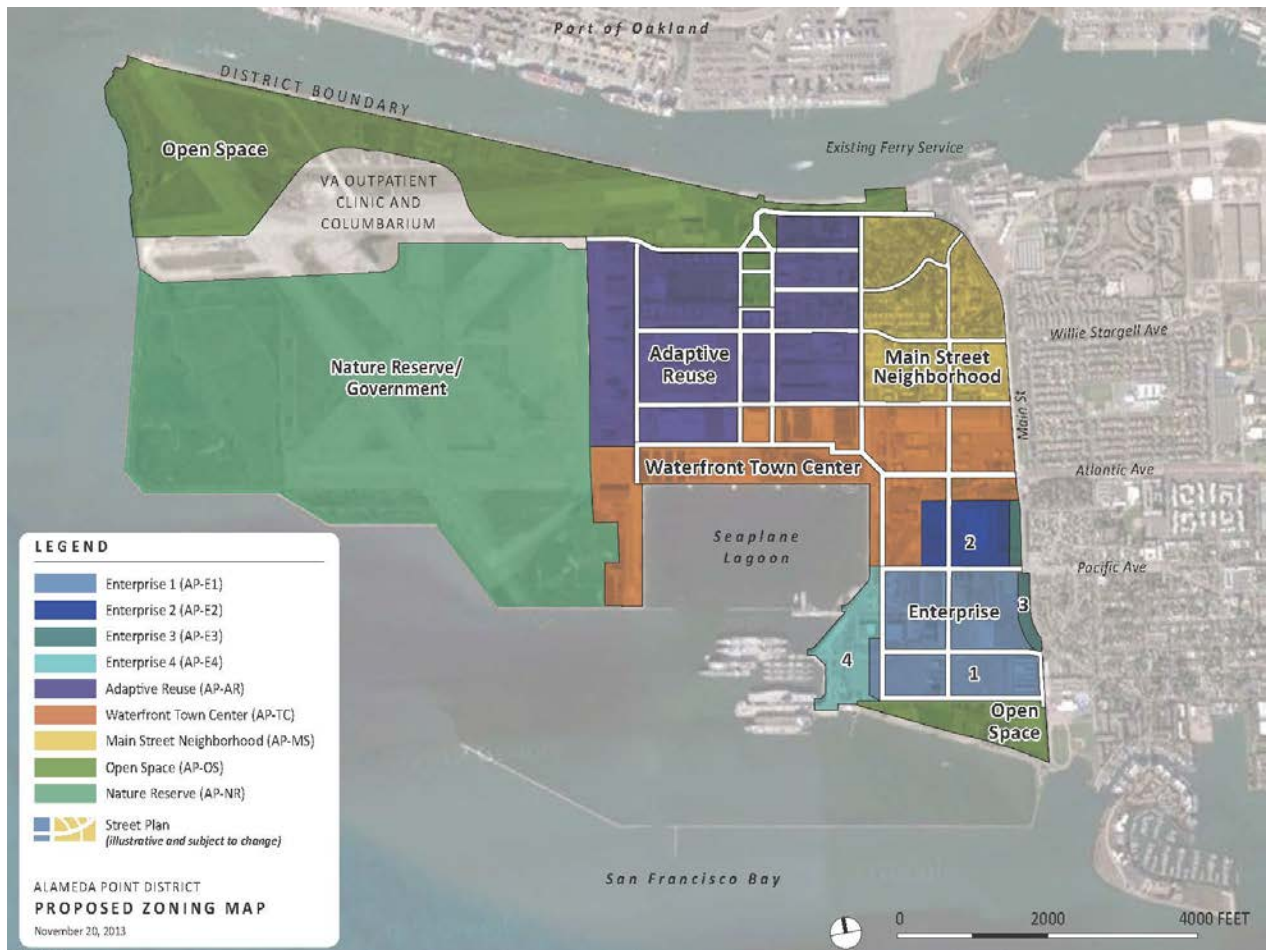 Port of Oakland
DISTRICT BOUNDARY
Open Space
Existing Ferry Service
VA OUTPATIENT
CLINIC AND
COLUMBARIUM
Willie Stargell Ave
Nature Reserve/
Government
Adaptive
Reuse
Main Street
Neighborhood
Main St
Waterfront Town Center
Atlantic Ave
Seaplane
Lagoon
2
Pacific Ave
Enterprise
3
4
1
Open
Space
San Francisco Bay
LEGEND
Enterprise 1 (AP-E1)
Enterprise 2 (AP-E2)
Enterprise 3 (AP-E3)
Enterprise 4 (AP-E4)
Adaptive Reuse (AP-AR)
Waterfront Town Center (AP-TC)
Main Street Neighborhood (AP-MS)
Open Space (AP-OS)
Nature Reserve (AP-NR)
Street Plan
(illustrative and subject to change)
ALAMEDA POINT DISTRICT
PROPOSED ZONING MAP
November 20, 2013
0 2000 4000 FEET